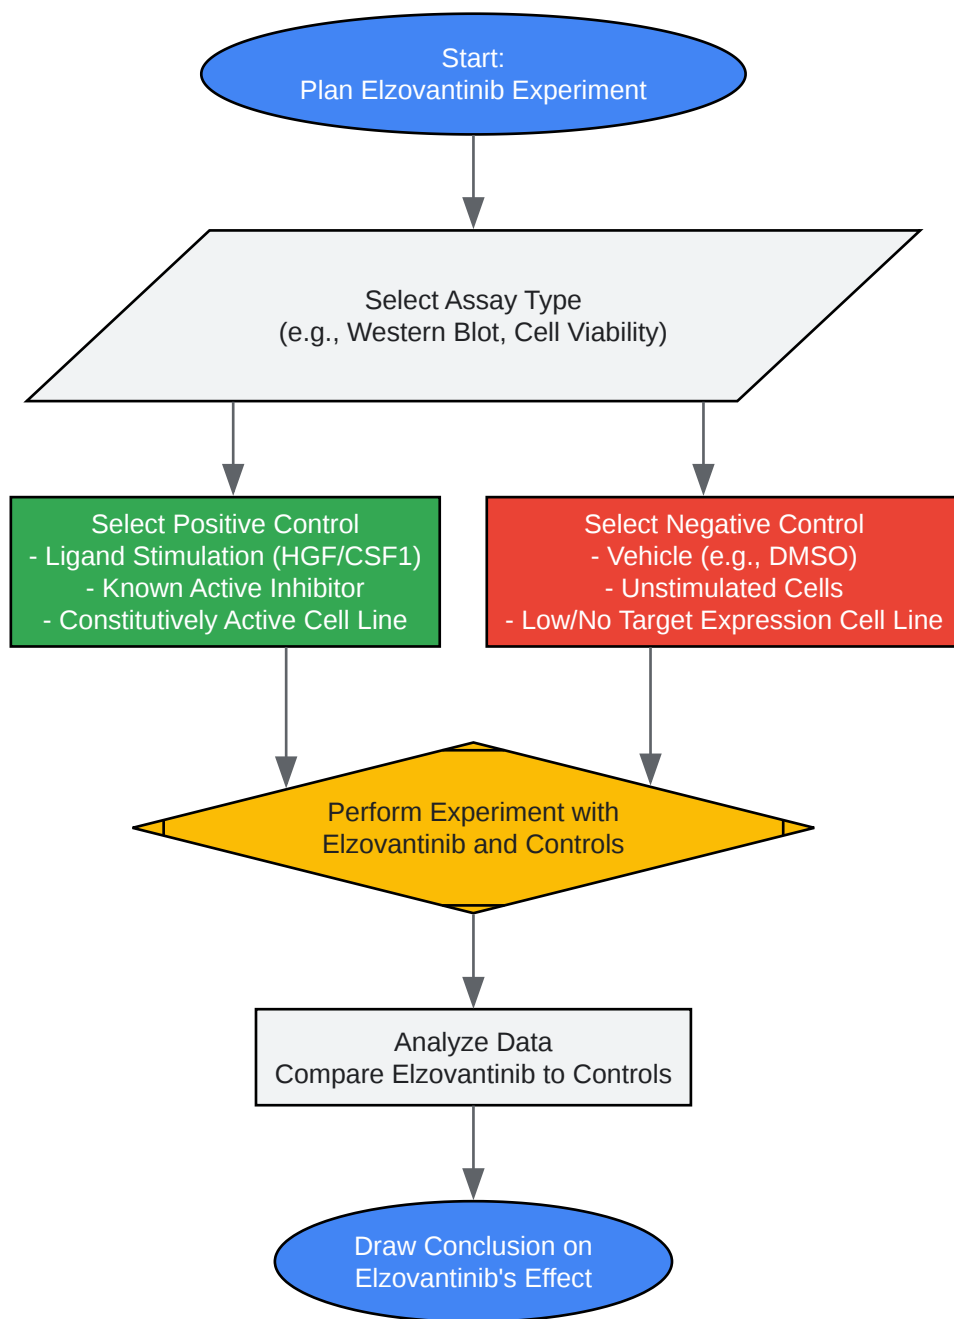 Start:
Plan Elzovantinib Experiment
Select Assay Type
(e.g., Western Blot, Cell Viability)
Select Positive Control
- Ligand Stimulation (HGF/CSF1)
- Known Active Inhibitor
- Constitutively Active Cell Line
Select Negative Control
- Vehicle (e.g., DMSO)
- Unstimulated Cells
- Low/No Target Expression Cell Line
Perform Experiment with
Elzovantinib and Controls
Analyze Data
Compare Elzovantinib to Controls
Draw Conclusion on
Elzovantinib's Effect